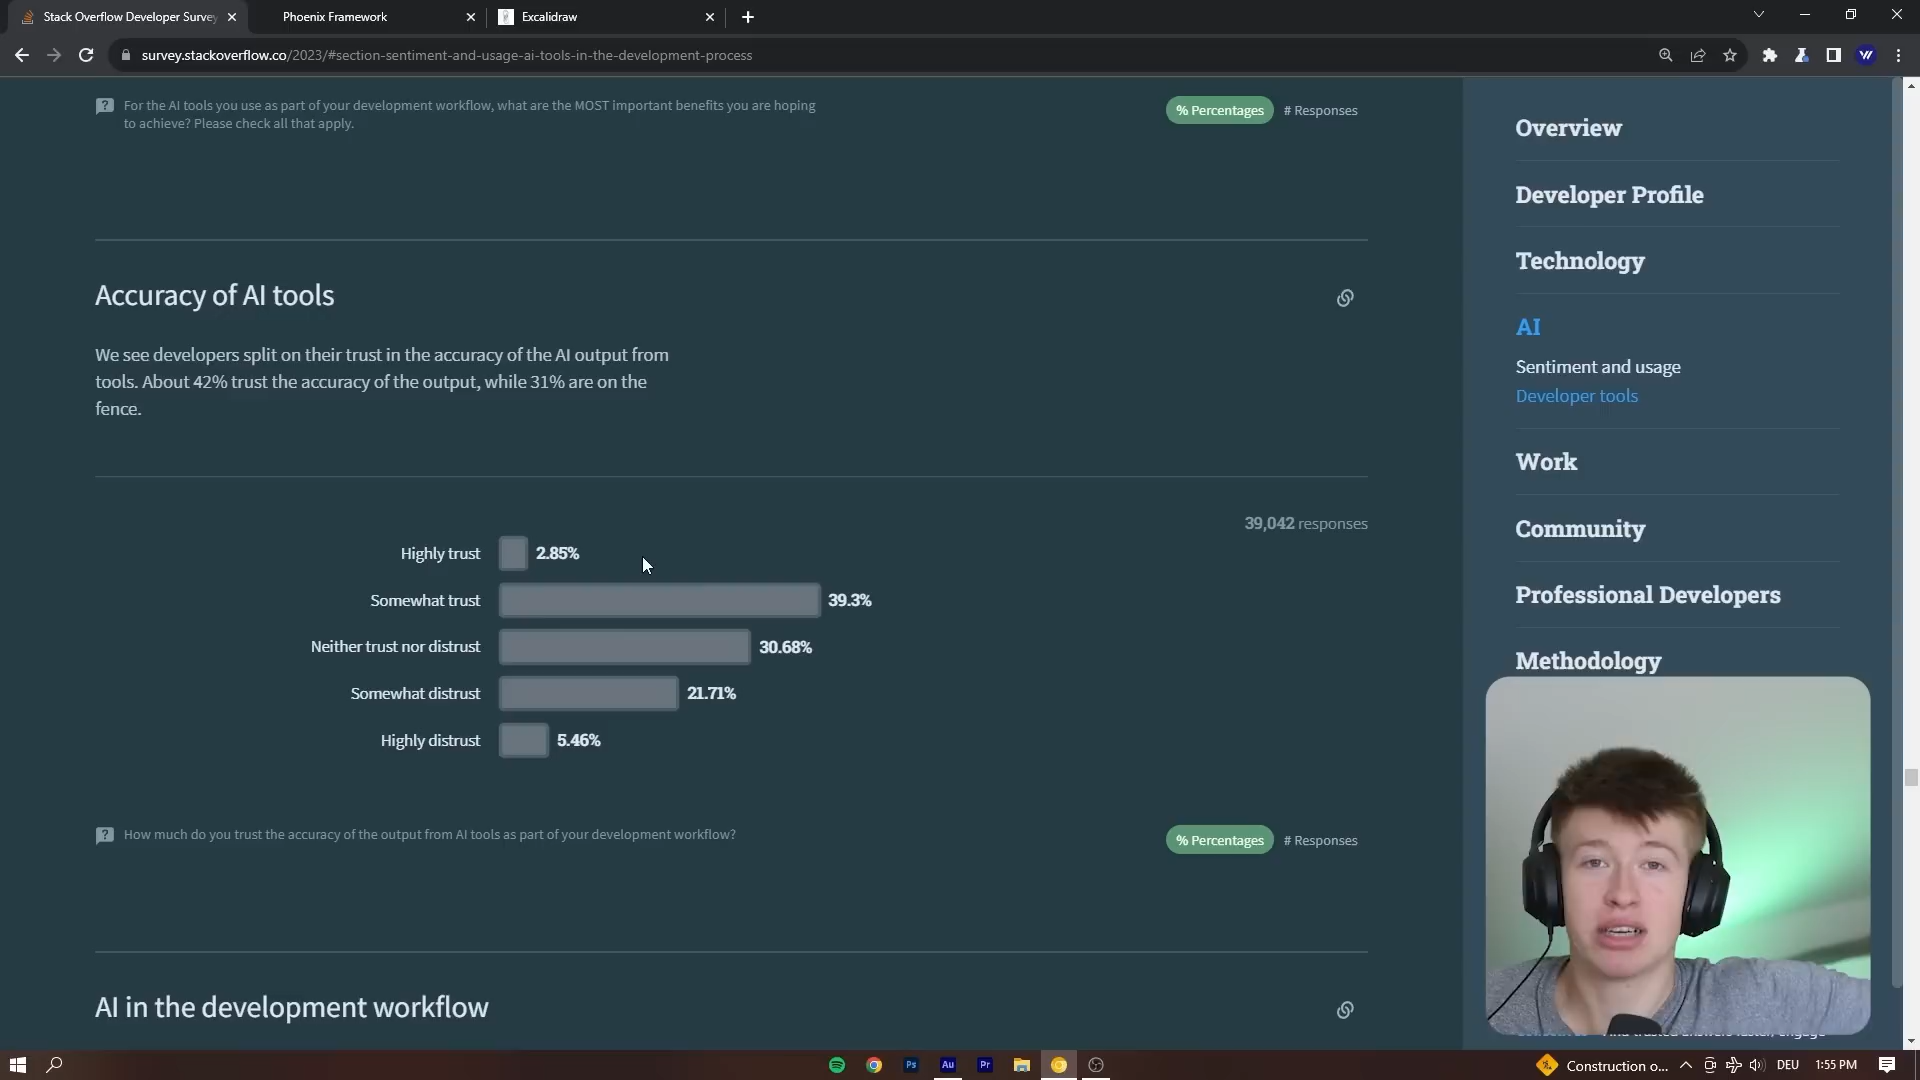 Stack Overflow Developer Survey
Phoenix Framework
Excalidraw
survey.stackoverflow.co/2023/#section-sentiment-and-usage-ai-tools-in-the-development-process
For the AI tools you use as part of your development workflow, what are the MOST important benefits you are hoping
to achieve? Please check all that apply.
% Percentages # Responses
Accuracy of AI tools
We see developers split on their trust in the accuracy of the AI output from
tools. About 42% trust the accuracy of the output, while 31% are on the
fence.
39,042 responses
Highly trust 2.85%
Somewhat trust 39.3%
Neither trust nor distrust 30.68%
Somewhat distrust 21.71%
Highly distrust 5.46%
How much do you trust the accuracy of the output from AI tools as part of your development workflow?
% Percentages # Responses
AI in the development workflow
Overview
Developer Profile
Technology
AI
Sentiment and usage
Developer tools
Work
Community
Professional Developers
Methodology
Ps
Au
Pr
Construction o...
DEU
1:55 PM